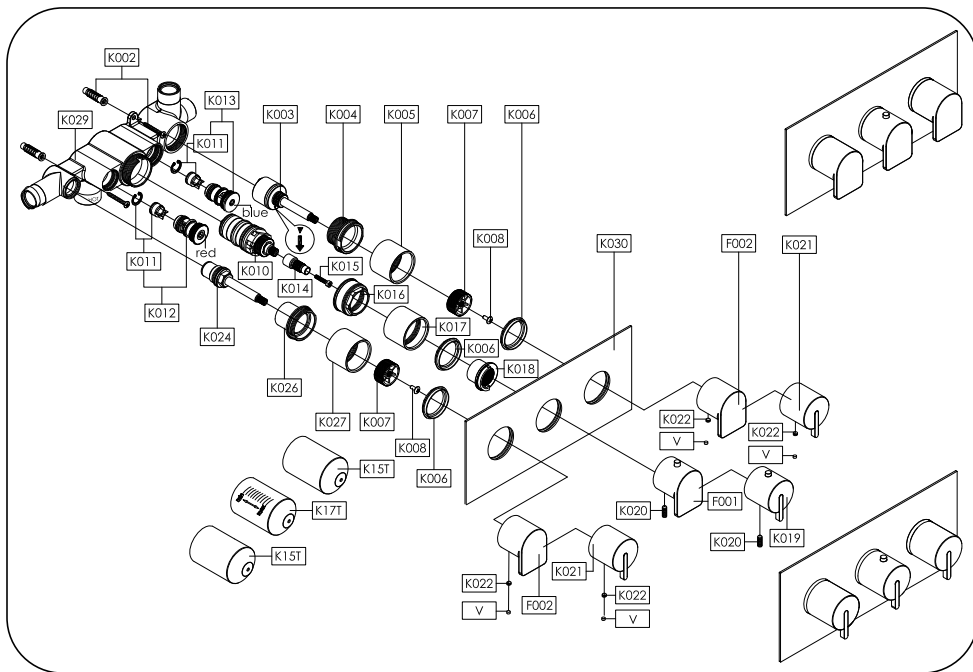 K002
K013
K003
K004
K005
K007
K006
K029
K011
K008
K030
F002
K021
blue
red
K011
K010
K015
K014
K016
K012
K024
K017
K006
K018
K026
K027
K007
K008
K006
K022
V
K022
V
K15T
K17T
K15T
K020
F001
K020
K019
K021
K022
V
F002
K022
V